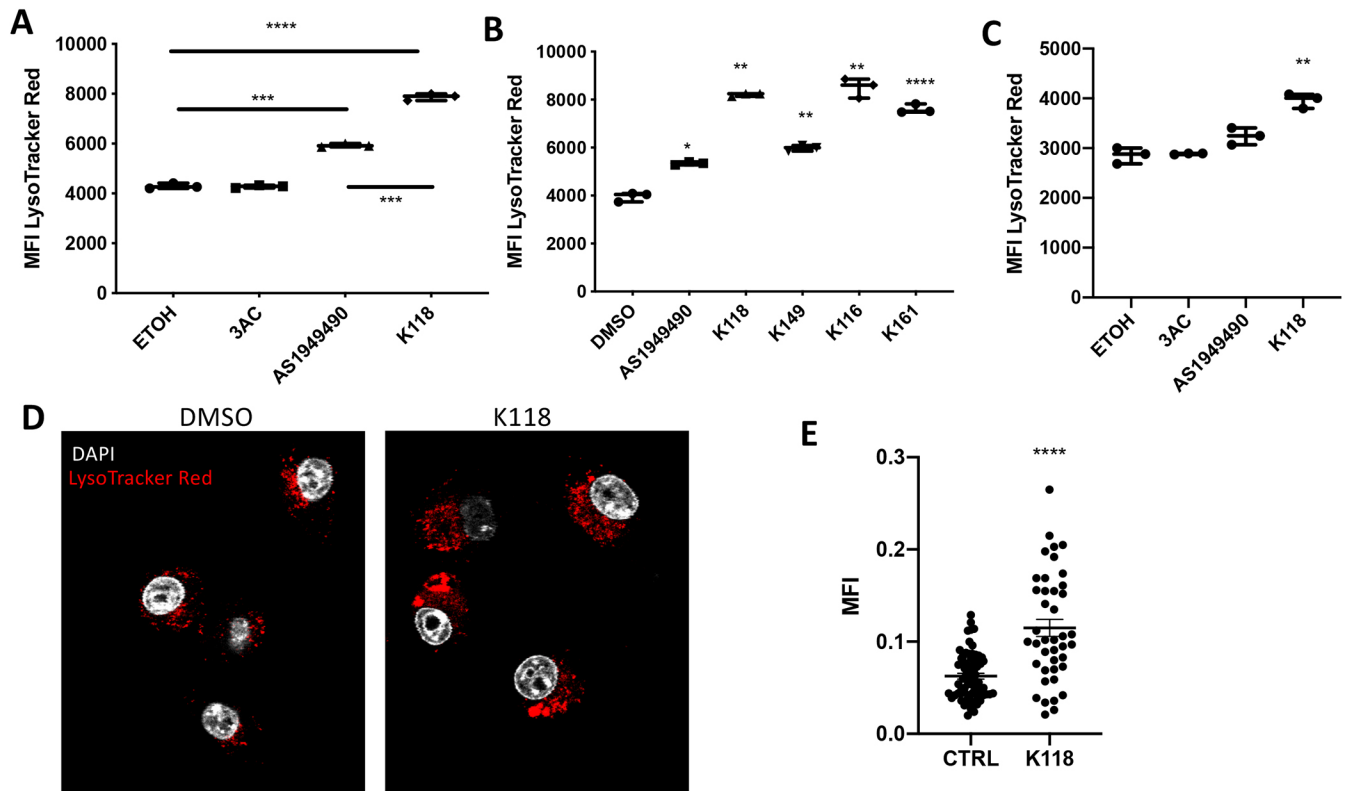 A
****
***
***
MFI LysoTracker Red
10000
8000
6000
4000
2000
0
ETOH
3AC
AS1949490
K118
B
**
*
**
**
****
MFI LysoTracker Red
10000
8000
6000
4000
2000
0
DMSO
AS1949490
K118
K149
K116
K161
C
**
MFI LysoTracker Red
5000
4000
3000
2000
1000
0
ETOH
3AC
AS1949490
K118
D
DMSO
K118
DAPI
LysoTracker Red
E
****
MFI
0.3
0.2
0.1
0.0
CTRL
K118